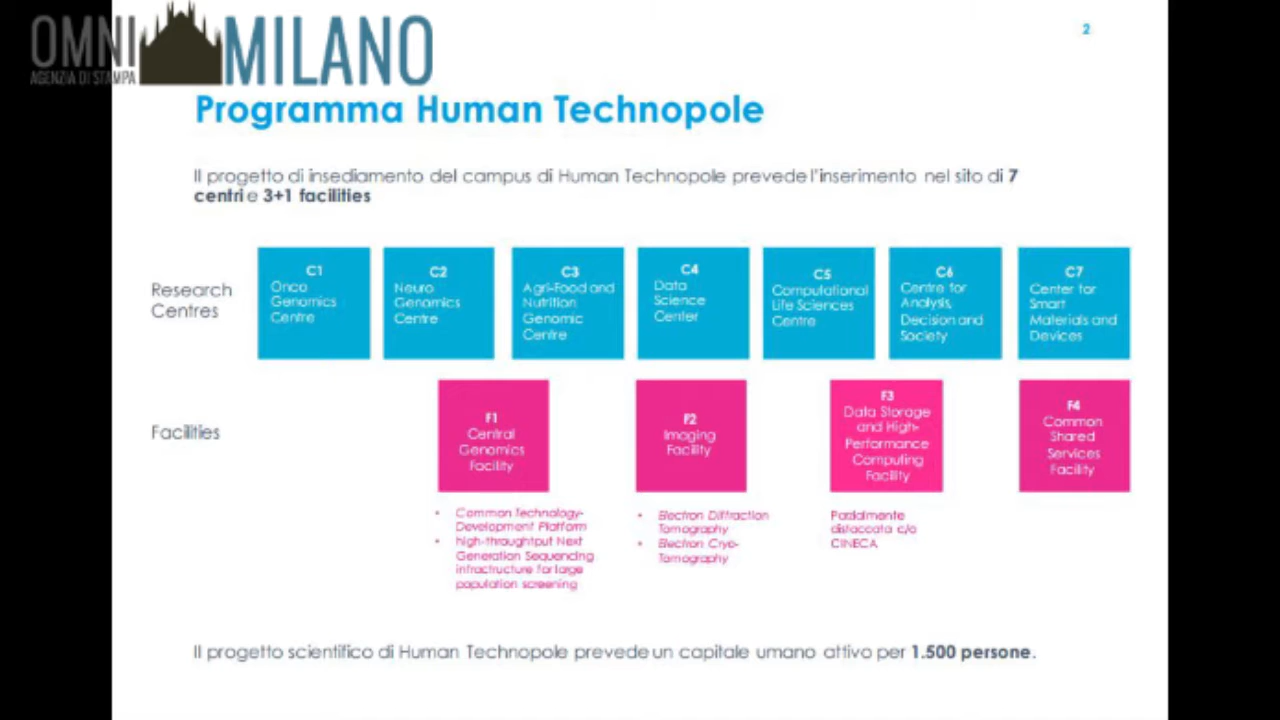 OMNI MILANO
AGENZIA DI STAMPA
2
Programma Human Technopole
Il progetto di insediamento del campus di Human Technopole prevede l'inserimento nel sito di 7
centri e 3+1 facilities
Research
Centres
C1
Onco
Genomics
Centre
C2
Neuro
Genomics
Centre
C3
Agri-Food and
Nutrition
Genomic
Centre
C4
Data
Science
Center
C5
Computational
Life Sciences
Centre
C6
Centre for
Analysis,
Decision and
Society
C7
Center for
Smart
Materials and
Devices
Facilities
F1
Central
Genomics
Facility
F2
Imaging
Facility
F3
Data Storage
and High-
Performance
Computing
Facility
F4
Common
Shared
Services
Facility
• Common Technology-
Development Platform
• high-throughtput Next
Generation Sequencing
infractructure for large
population screening
• Electron Diffraction
Tomography
• Electron Cryo-
Tomography
Parzialmente
distaccata c/o
CINECA
Il progetto scientifico di Human Technopole prevede un capitale umano attivo per 1.500 persone.